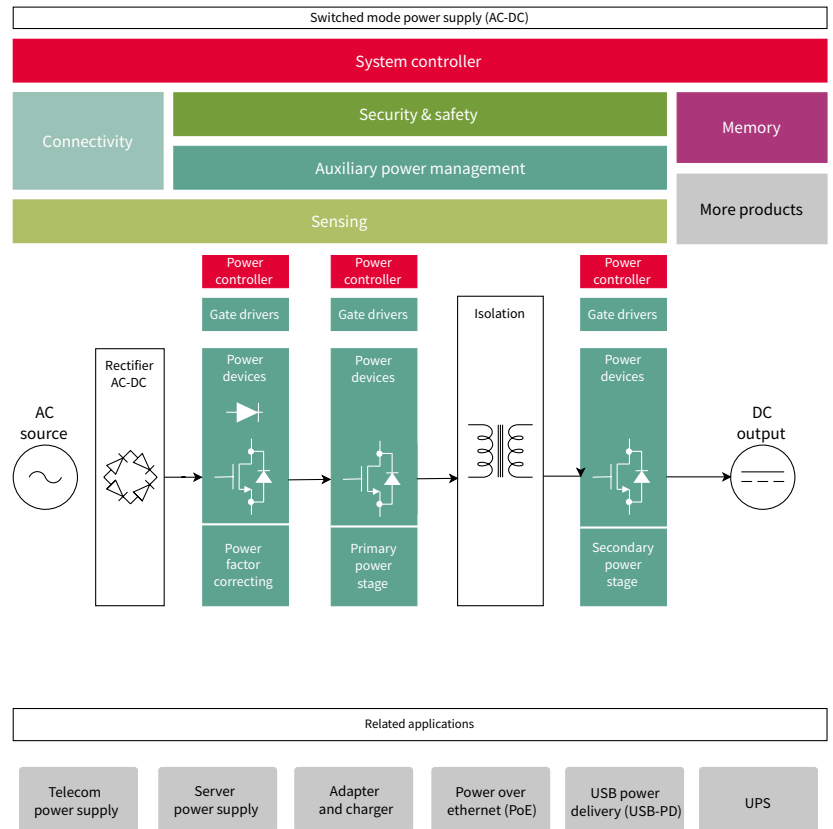 Switched mode power supply (AC-DC)
System controller
Connectivity
Security & safety
Memory
Auxiliary power management
More products
Sensing
Power
controller
Power
controller
Power
controller
Gate drivers
Gate drivers
Isolation
Gate drivers
Rectifier
AC-DC
Power
devices
Power
devices
Power
devices
AC
source
DC
output
Power
factor
correcting
Primary
power
stage
Secondary
power
stage
Related applications
Telecom
power supply
Server
power supply
Adapter
and charger
Power over
ethernet (PoE)
USB power
delivery (USB-PD)
UPS